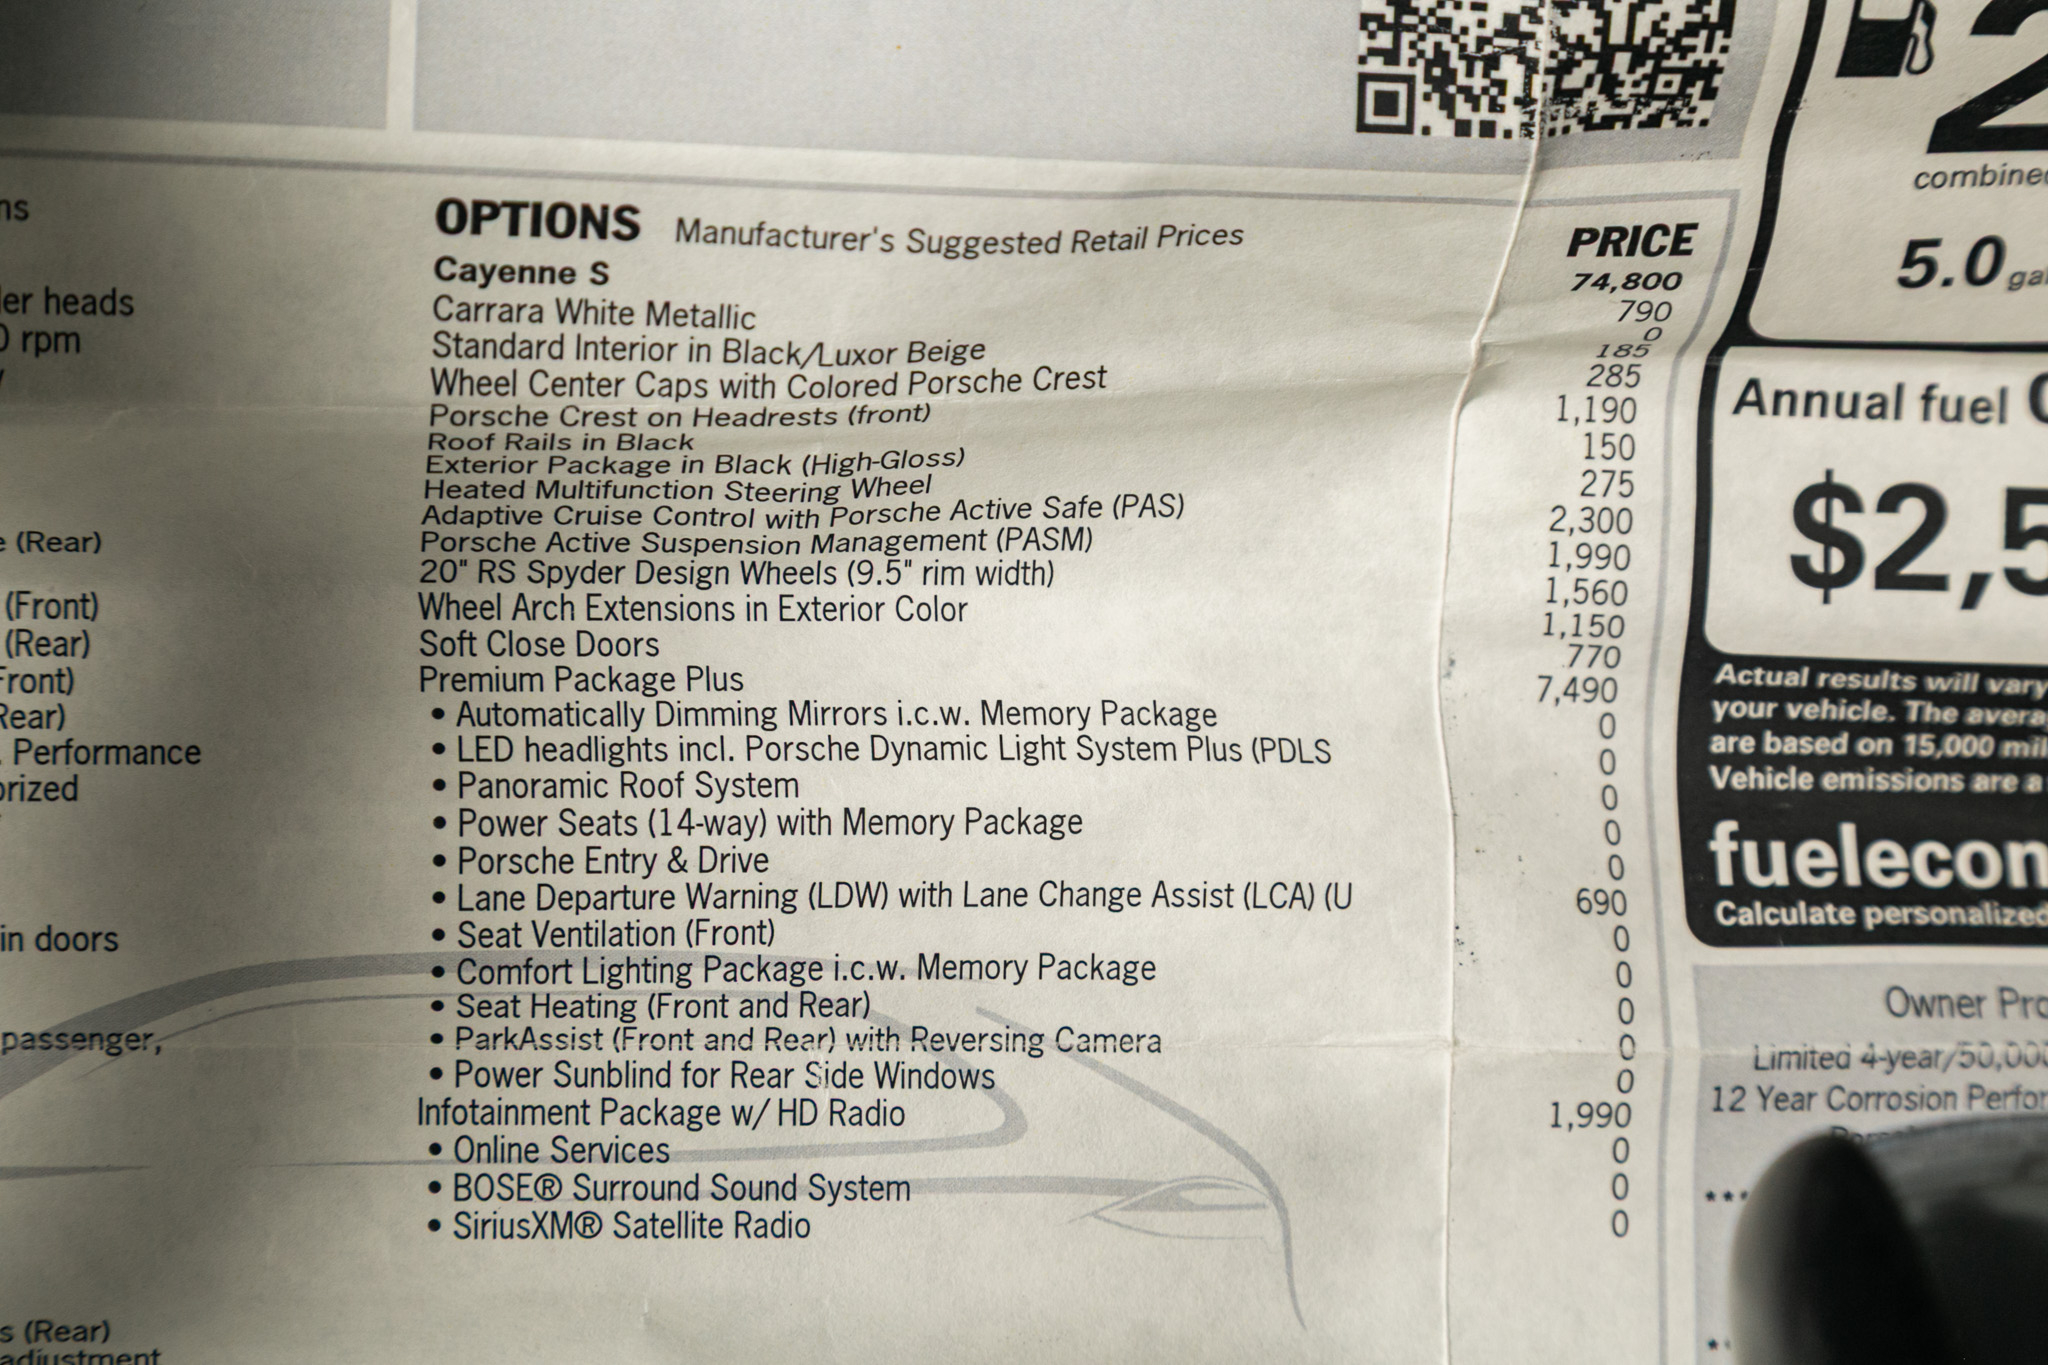 ns
er heads
0 rpm
e (Rear)
(Front)
(Rear)
Front)
Rear)
. Performance
orized
in doors
passenger,
s (Rear)
adjustment
OPTIONS Manufacturer's Suggested Retail Prices PRICE
Cayenne S 74,800
Carrara White Metallic 790
Standard Interior in Black/Luxor Beige 0
Wheel Center Caps with Colored Porsche Crest 185
Porsche Crest on Headrests (front) 285
Roof Rails in Black 1,190
Exterior Package in Black (High-Gloss) 150
Heated Multifunction Steering Wheel 275
Adaptive Cruise Control with Porsche Active Safe (PAS) 2,300
Porsche Active Suspension Management (PASM) 1,990
20" RS Spyder Design Wheels (9.5" rim width) 1,560
Wheel Arch Extensions in Exterior Color 1,150
Soft Close Doors 770
Premium Package Plus 7,490
• Automatically Dimming Mirrors i.c.w. Memory Package 0
• LED headlights incl. Porsche Dynamic Light System Plus (PDLS 0
• Panoramic Roof System 0
• Power Seats (14-way) with Memory Package 0
• Porsche Entry & Drive 0
• Lane Departure Warning (LDW) with Lane Change Assist (LCA) (U 690
• Seat Ventilation (Front) 0
• Comfort Lighting Package i.c.w. Memory Package 0
• Seat Heating (Front and Rear) 0
• ParkAssist (Front and Rear) with Reversing Camera 0
• Power Sunblind for Rear Side Windows 0
Infotainment Package w/ HD Radio 1,990
• Online Services 0
• BOSE® Surround Sound System 0
• SiriusXM® Satellite Radio 0
2
combined
5.0 gal
Annual fuel
$2,5
Actual results will vary
your vehicle. The avera
are based on 15,000 mil
Vehicle emissions are a
fuelecon
Calculate personalized
Owner Pro
Limited 4-year/50,000
12 Year Corrosion Perfor
***
**